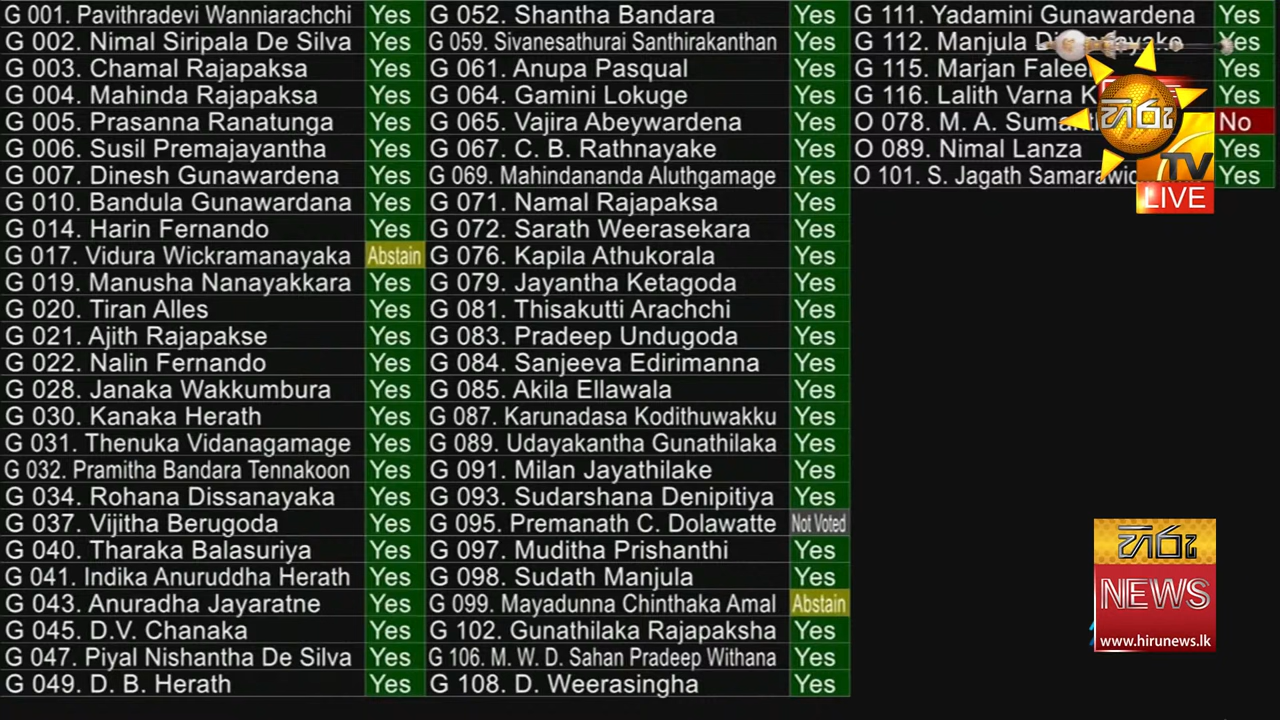 G 001. Pavithradevi Wanniarachchi Yes
G 002. Nimal Siripala De Silva Yes
G 003. Chamal Rajapaksa Yes
G 004. Mahinda Rajapaksa Yes
G 005. Prasanna Ranatunga Yes
G 006. Susil Premajayantha Yes
G 007. Dinesh Gunawardena Yes
G 010. Bandula Gunawardana Yes
G 014. Harin Fernando Yes
G 017. Vidura Wickramanayaka Abstain
G 019. Manusha Nanayakkara Yes
G 020. Tiran Alles Yes
G 021. Ajith Rajapakse Yes
G 022. Nalin Fernando Yes
G 028. Janaka Wakkumbura Yes
G 030. Kanaka Herath Yes
G 031. Thenuka Vidanagamage Yes
G 032. Pramitha Bandara Tennakoon Yes
G 034. Rohana Dissanayaka Yes
G 037. Vijitha Berugoda Yes
G 040. Tharaka Balasuriya Yes
G 041. Indika Anuruddha Herath Yes
G 043. Anuradha Jayaratne Yes
G 045. D.V. Chanaka Yes
G 047. Piyal Nishantha De Silva Yes
G 049. D. B. Herath Yes
G 052. Shantha Bandara Yes
G 059. Sivanesathurai Santhirakanthan Yes
G 061. Anupa Pasqual Yes
G 064. Gamini Lokuge Yes
G 065. Vajira Abeywardena Yes
G 067. C. B. Rathnayake Yes
G 069. Mahindananda Aluthgamage Yes
G 071. Namal Rajapaksa Yes
G 072. Sarath Weerasekara Yes
G 076. Kapila Athukorala Yes
G 079. Jayantha Ketagoda Yes
G 081. Thisakutti Arachchi Yes
G 083. Pradeep Undugoda Yes
G 084. Sanjeeva Edirimanna Yes
G 085. Akila Ellawala Yes
G 087. Karunadasa Kodithuwakku Yes
G 089. Udayakantha Gunathilaka Yes
G 091. Milan Jayathilake Yes
G 093. Sudarshana Denipitiya Yes
G 095. Premanath C. Dolawatte Not Voted
G 097. Muditha Prishanthi Yes
G 098. Sudath Manjula Yes
G 099. Mayadunna Chinthaka Amal Abstain
G 102. Gunathilaka Rajapaksha Yes
G 106. M. W. D. Sahan Pradeep Withana Yes
G 108. D. Weerasingha Yes
G 111. Yadamini Gunawardena Yes
G 112. Manjula Yes
G 115. Marjan Yes
G 116. Lalith Varna Yes
O 078. M. A. No
O 089. Nimal Lanza Yes
O 101. S. Jagath Yes
හිරු
TV
LIVE
හිරු
NEWS
www.hirunews.lk